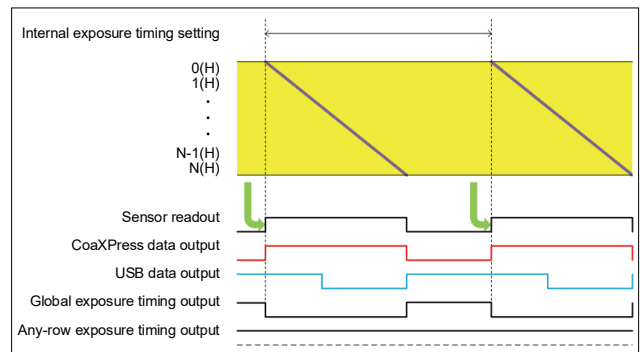 Internal exposure timing setting
0(H)
1(H)
·
·
·
N-1(H)
N(H)
Sensor readout
CoaXPress data output
USB data output
Global exposure timing output
Any-row exposure timing output